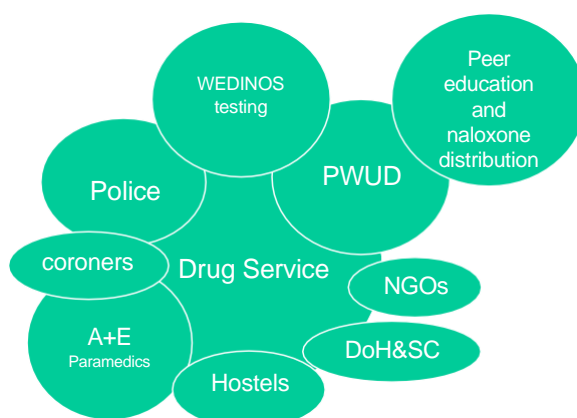 WEDINOS
testing
Peer
education
and
naloxone
distribution
Police
PWUD
coroners
Drug Service
NGOs
A+E
Paramedics
DoH&SC
Hostels